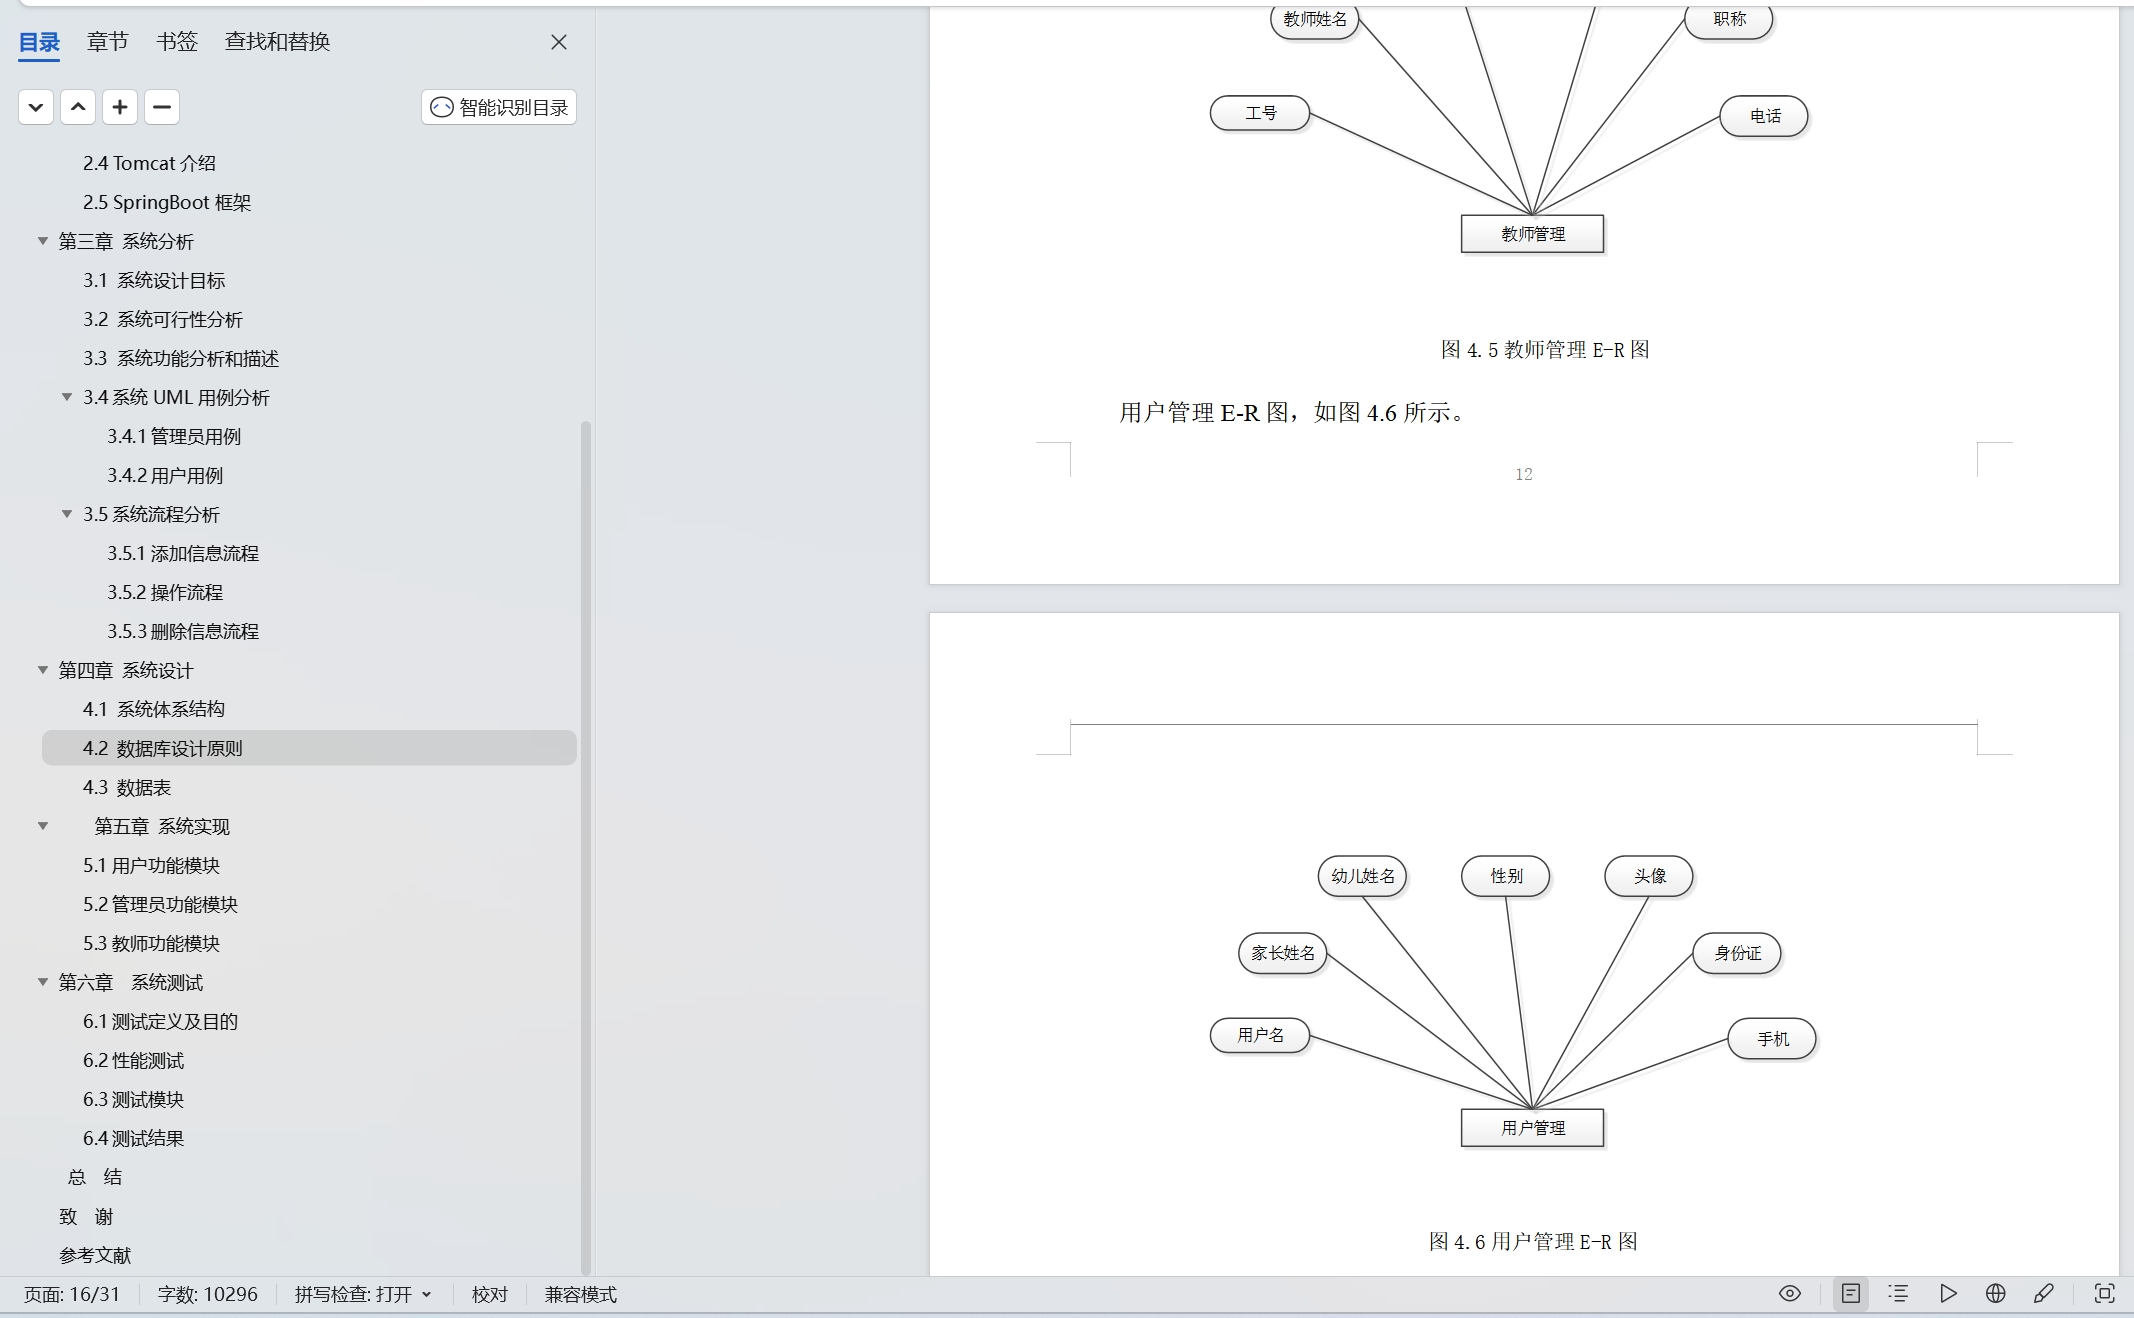 目录 章节 书签 查找和替换
智能识别目录
2.4 Tomcat 介绍
2.5 SpringBoot 框架
第三章 系统分析
3.1 系统设计目标
3.2 系统可行性分析
3.3 系统功能分析和描述
3.4 系统 UML 用例分析
3.4.1 管理员用例
3.4.2 用户用例
3.5 系统流程分析
3.5.1 添加信息流程
3.5.2 操作流程
3.5.3 删除信息流程
第四章 系统设计
4.1 系统体系结构
4.2 数据库设计原则
4.3 数据表
第五章 系统实现
5.1 用户功能模块
5.2 管理员功能模块
5.3 教师功能模块
第六章 系统测试
6.1 测试定义及目的
6.2 性能测试
6.3 测试模块
6.4 测试结果
总 结
致 谢
参考文献
教师姓名 职称
工号 电话
教师管理
图 4.5 教师管理 E-R 图
用户管理 E-R 图，如图 4.6 所示。
12
幼儿姓名 性别 头像
家长姓名 身份证
用户名 手机
用户管理
图 4.6 用户管理 E-R 图
页面: 16/31 字数: 10296 拼写检查: 打开 校对 兼容模式